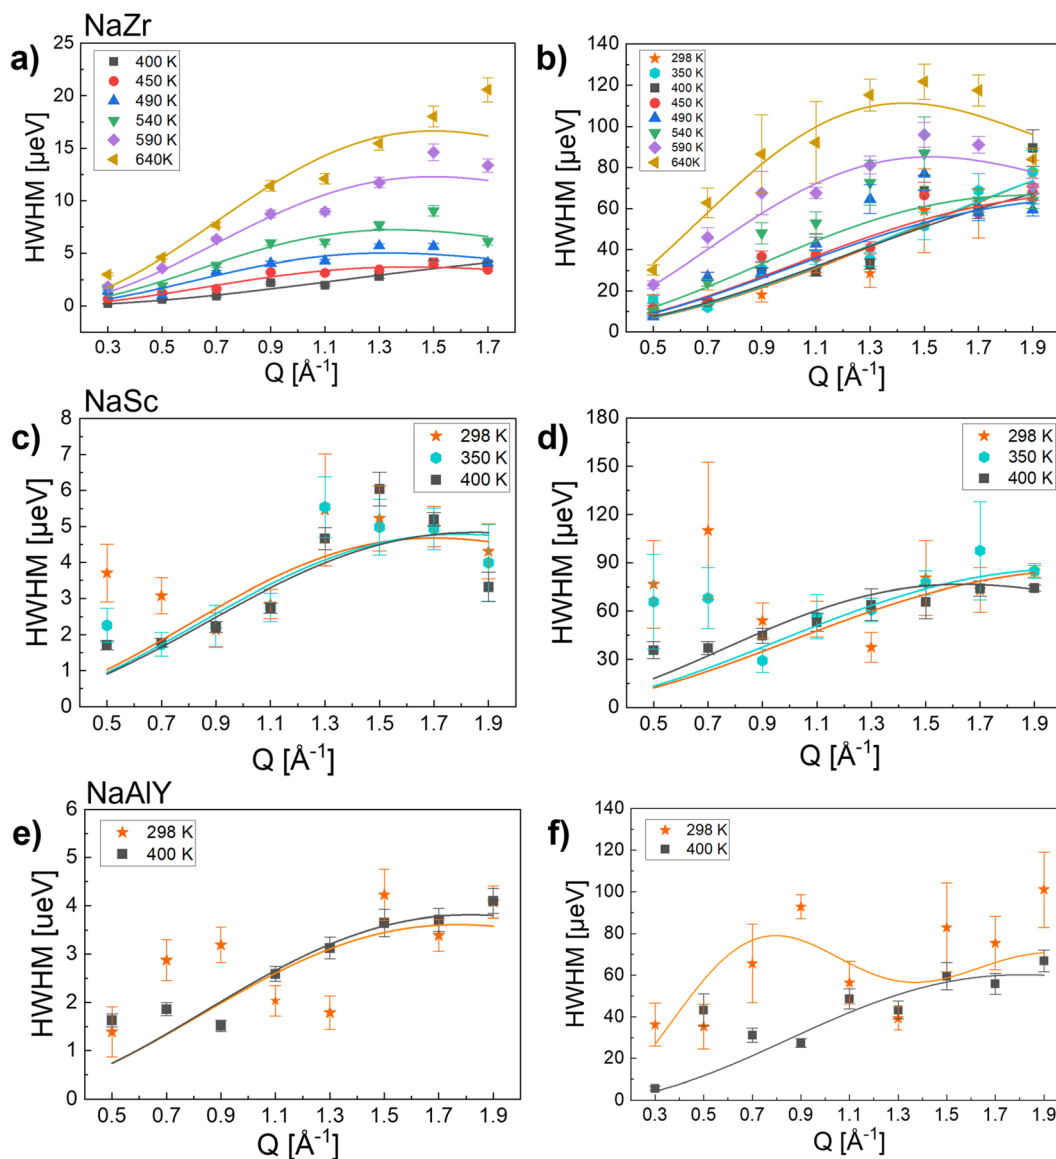 NaZr
a)
25
20
15
10
5
0
HWHM [µeV]
400 K
450 K
490 K
540 K
590 K
640K
0.3 0.5 0.7 0.9 1.1 1.3 1.5 1.7
Q [Å-1]
b)
140
120
100
80
60
40
20
0
HWHM [µeV]
298 K
350 K
400 K
450 K
490 K
540 K
590 K
640K
0.5 0.7 0.9 1.1 1.3 1.5 1.7 1.9
Q [Å-1]
NaSc
c)
8
7
6
5
4
3
2
1
0
HWHM [µeV]
298 K
350 K
400 K
0.5 0.7 0.9 1.1 1.3 1.5 1.7 1.9
Q [Å-1]
d)
180
150
120
90
60
30
0
HWHM [µeV]
298 K
350 K
400 K
0.5 0.7 0.9 1.1 1.3 1.5 1.7 1.9
Q [Å-1]
NaAlY
e)
6
5
4
3
2
1
0
HWHM [µeV]
298 K
400 K
0.5 0.7 0.9 1.1 1.3 1.5 1.7 1.9
Q [Å-1]
f)
140
120
100
80
60
40
20
0
HWHM [µeV]
298 K
400 K
0.3 0.5 0.7 0.9 1.1 1.3 1.5 1.7 1.9
Q [Å-1]